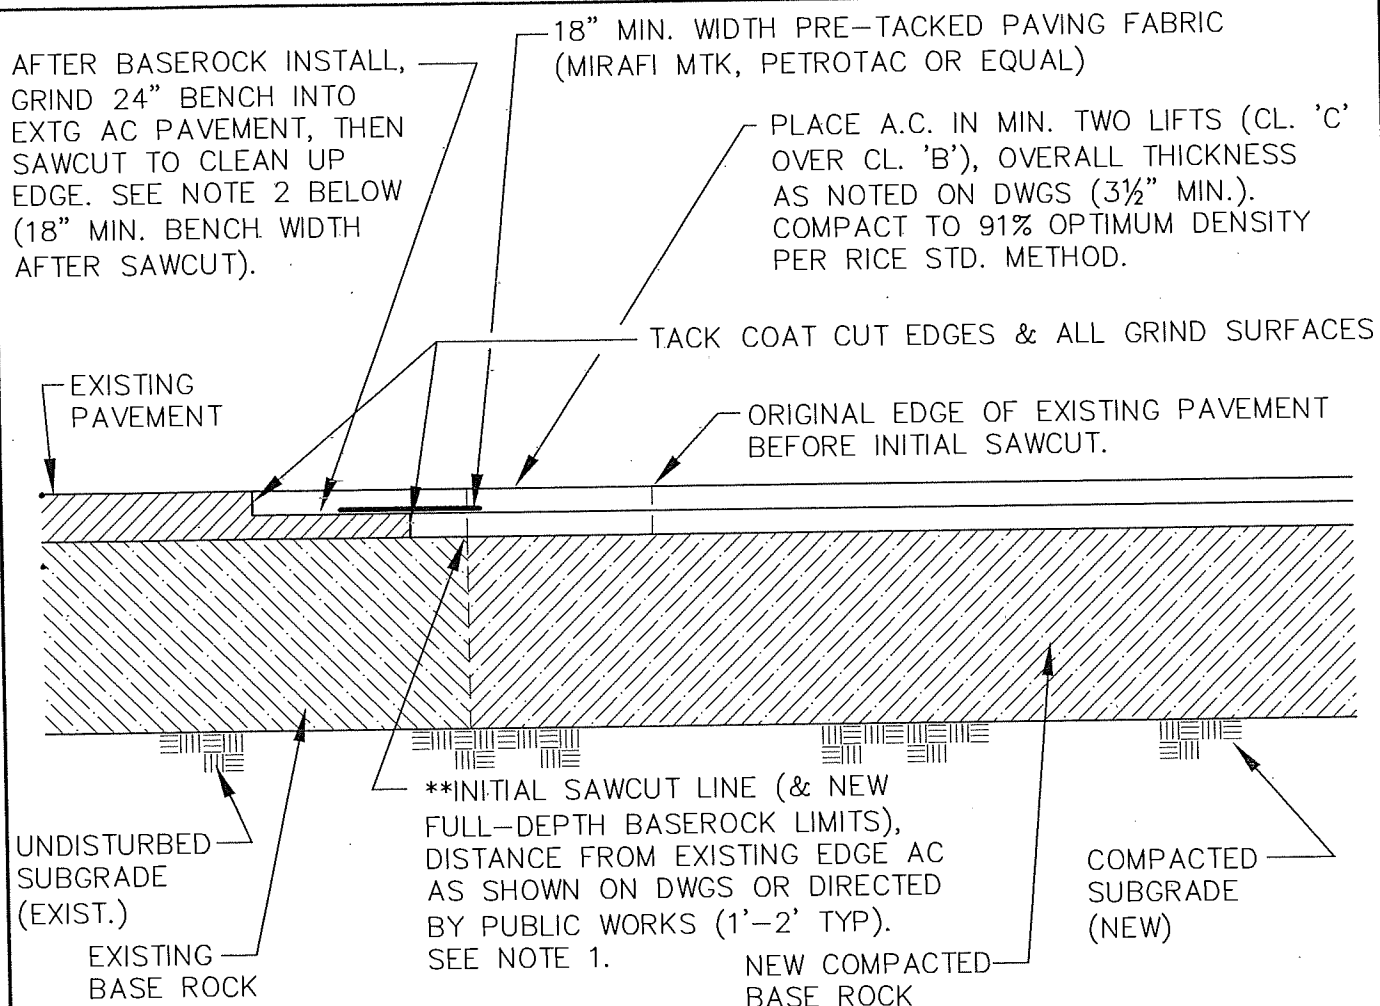 18” MIN. WIDTH PRE-TACKED PAVING FABRIC
(MIRAFI MTK, PETROTAC OR EQUAL)
AFTER BASEROCK INSTALL,
GRIND 24” BENCH INTO
EXTG AC PAVEMENT, THEN
SAWCUT TO CLEAN UP
EDGE. SEE NOTE 2 BELOW
(18” MIN. BENCH WIDTH
AFTER SAWCUT).
PLACE A.C. IN MIN. TWO LIFTS (CL. 'C'
OVER CL. 'B'), OVERALL THICKNESS
AS NOTED ON DWGS (3½” MIN.).
COMPACT TO 91% OPTIMUM DENSITY
PER RICE STD. METHOD.
TACK COAT CUT EDGES & ALL GRIND SURFACES
EXISTING
PAVEMENT
ORIGINAL EDGE OF EXISTING PAVEMENT
BEFORE INITIAL SAWCUT.
**INITIAL SAWCUT LINE (& NEW
FULL-DEPTH BASEROCK LIMITS),
DISTANCE FROM EXISTING EDGE AC
AS SHOWN ON DWGS OR DIRECTED
BY PUBLIC WORKS (1'-2' TYP).
SEE NOTE 1.
UNDISTURBED
SUBGRADE
(EXIST.)
EXISTING
BASE ROCK
COMPACTED
SUBGRADE
(NEW)
NEW COMPACTED
BASE ROCK